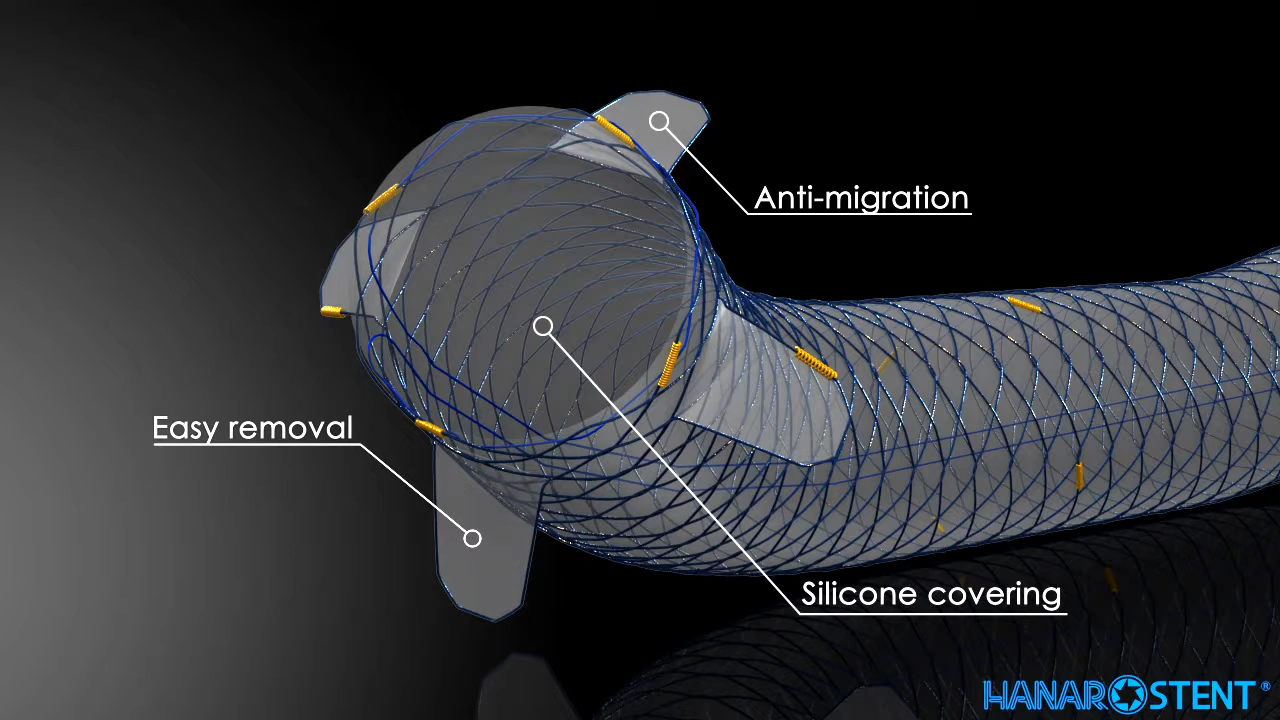 Anti-migration
Easy removal
Silicone covering
HANAROSTENT®